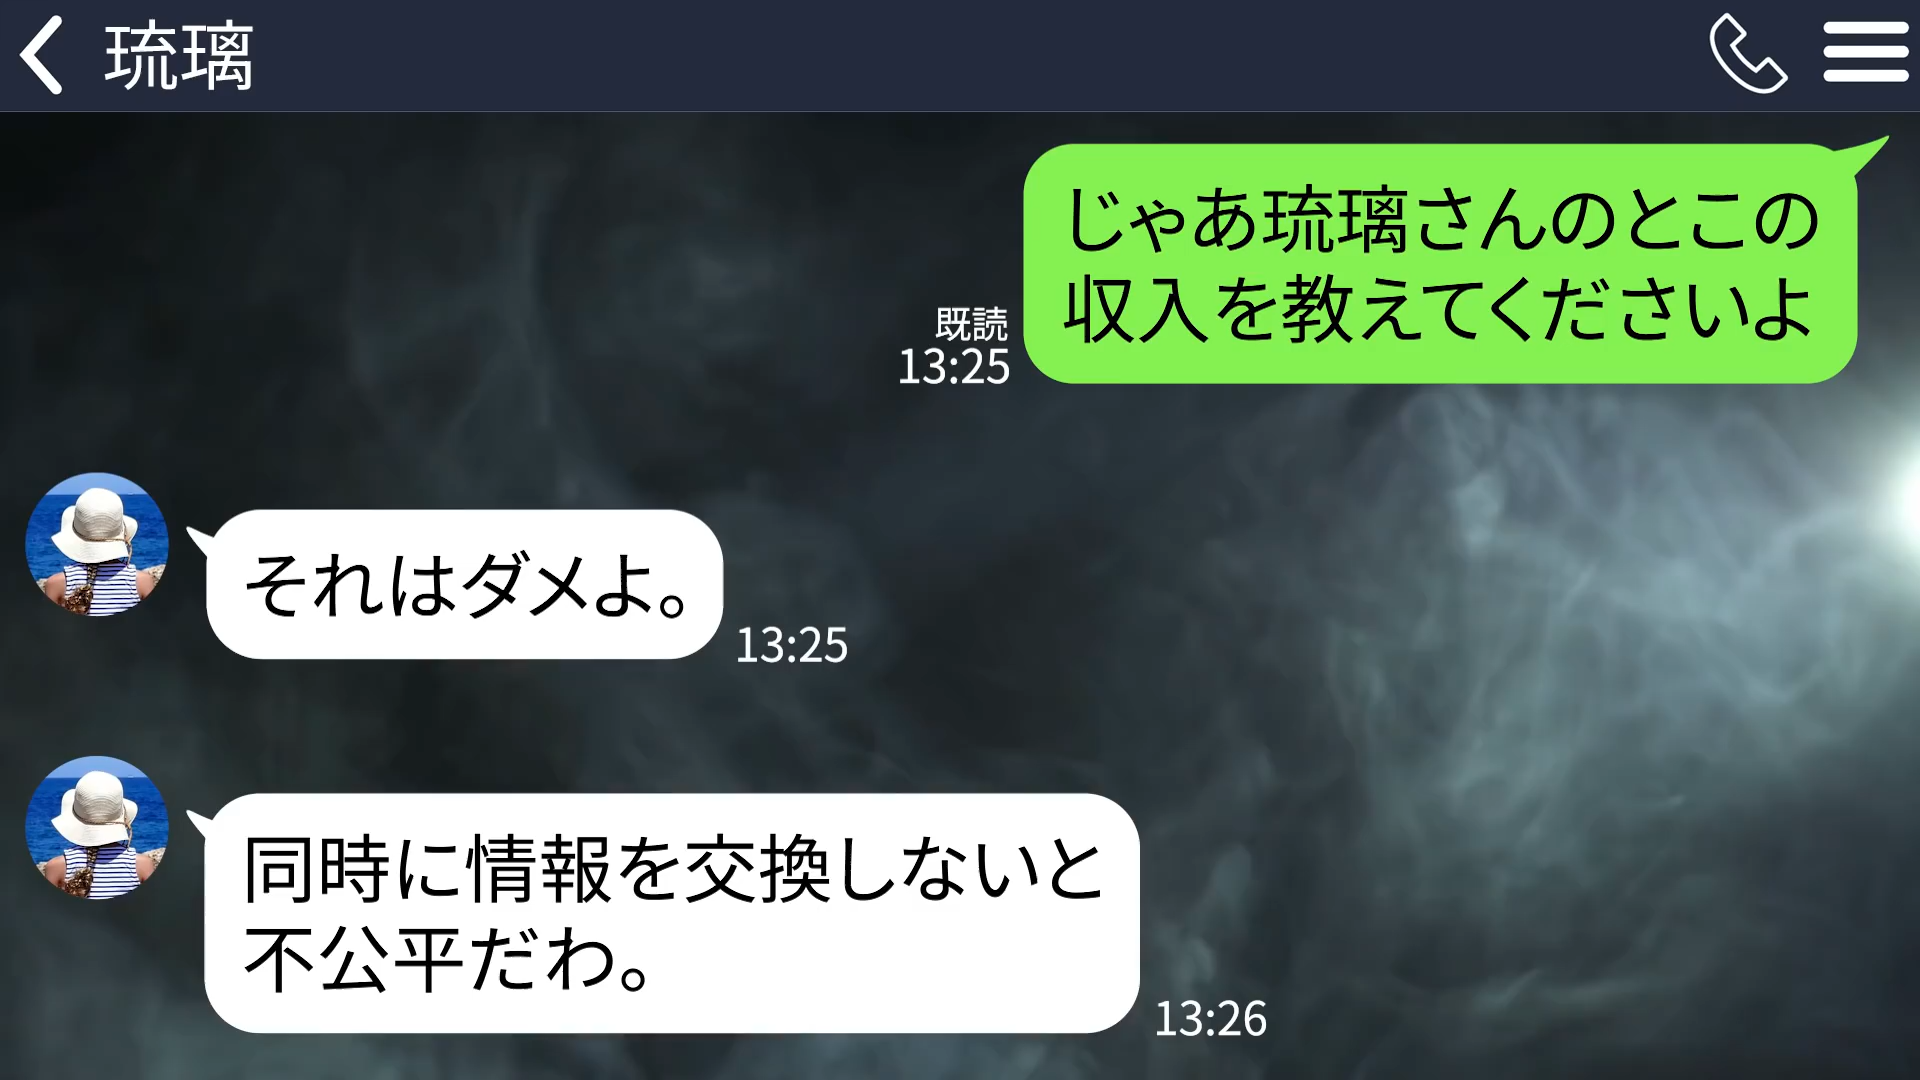 琉璃
じゃあ琉璃さんのとこの
収入を教えてくださいよ
既読
13:25
それはダメよ。
13:25
同時に情報を交換しないと
不公平だわ。
13:26